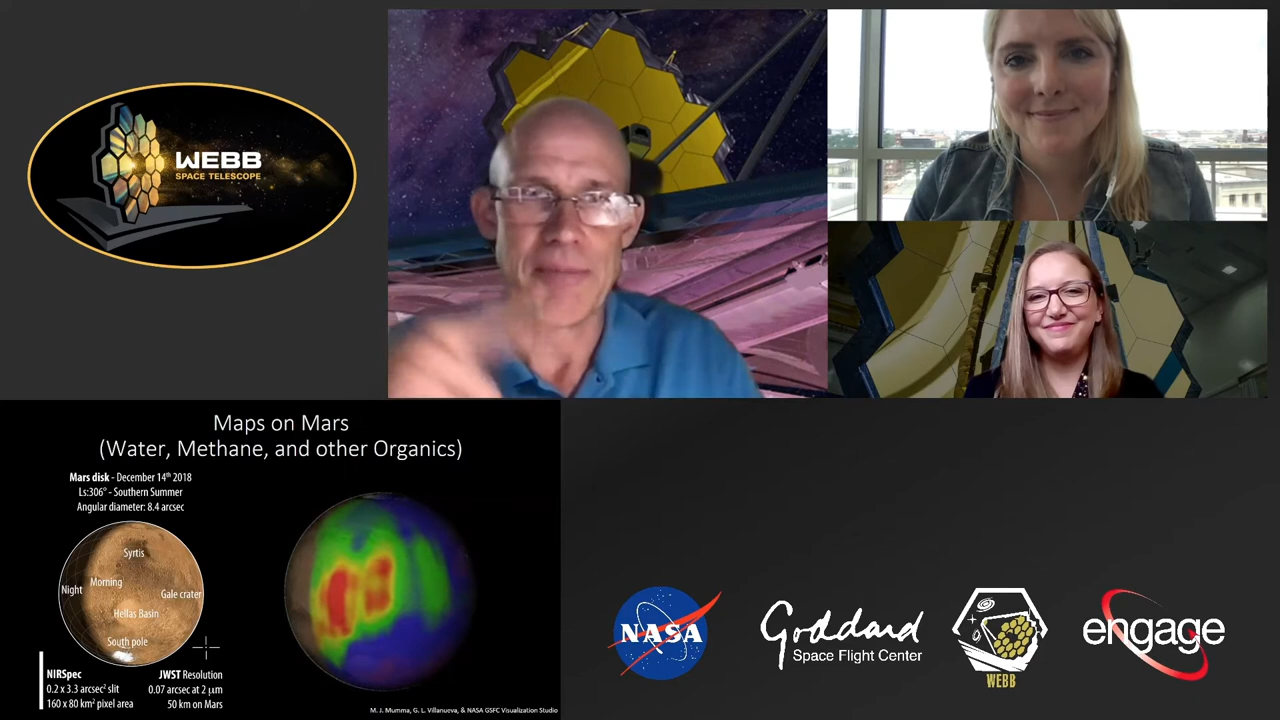 WEBB
SPACE TELESCOPE
Maps on Mars
(Water, Methane, and other Organics)
Mars disk - December 14th 2018
Ls:306° - Southern Summer
Angular diameter: 8.4 arcsec
Syrtis
Night
Morning
Gale crater
Hellas Basin
South pole
NIRSpec
0.2 x 3.3 arcsec² slit
160 x 80 km² pixel area
JWST Resolution
0.07 arcsec at 2 μm
50 km on Mars
M. J. Mumma, G. L. Villanueva, & NASA GSFC Visualization Studio
NASA
Goddard
Space Flight Center
WEBB
engage